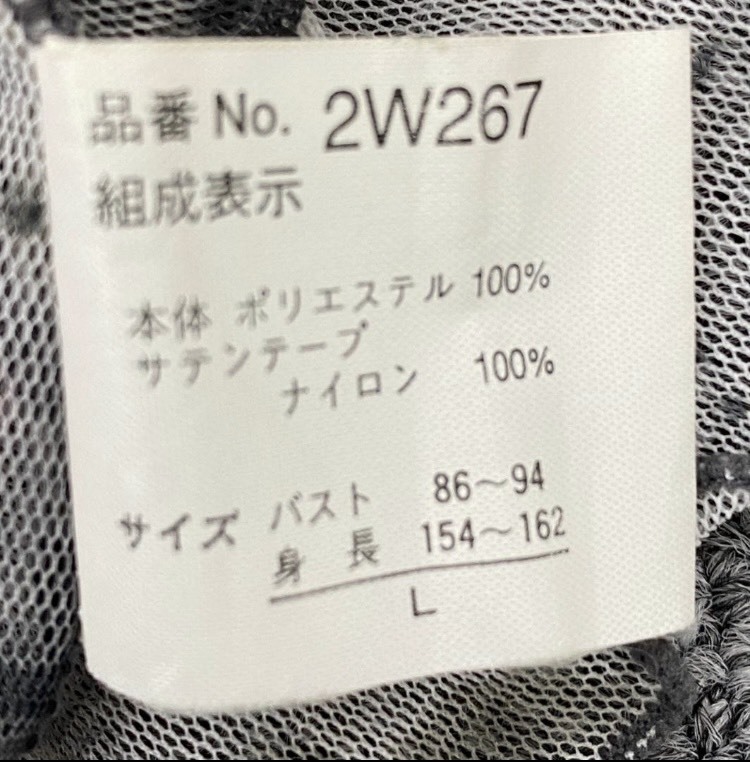 品番 No. 2W267
組成表示
本体 ポリエステル 100%
サテンテープ
ナイロン 100%
サイズ バスト 86～94
身長 154～162
L